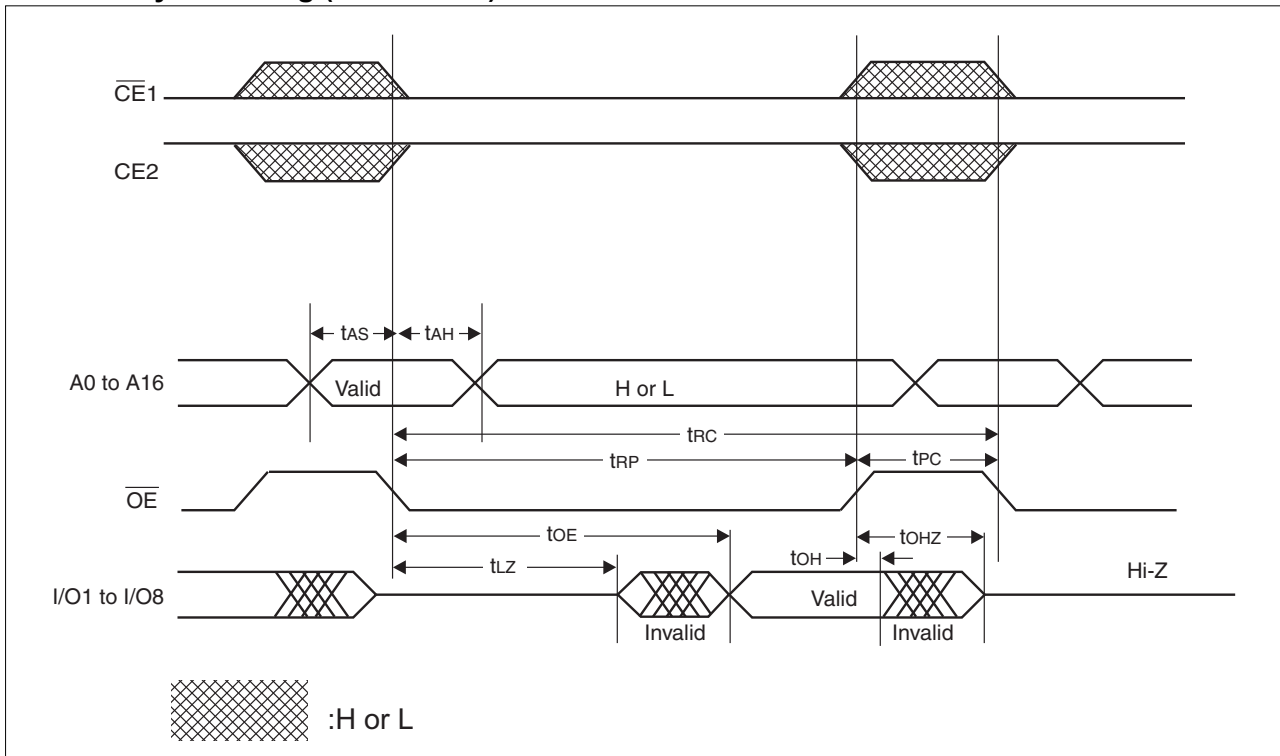 CE1
CE2
tAS
tAH
A0 to A16
Valid
H or L
tRC
tRP
tPC
OE
tOE
tOHZ
tLZ
tOH
Hi-Z
I/O1 to I/O8
Valid
Invalid
Invalid
:H or L